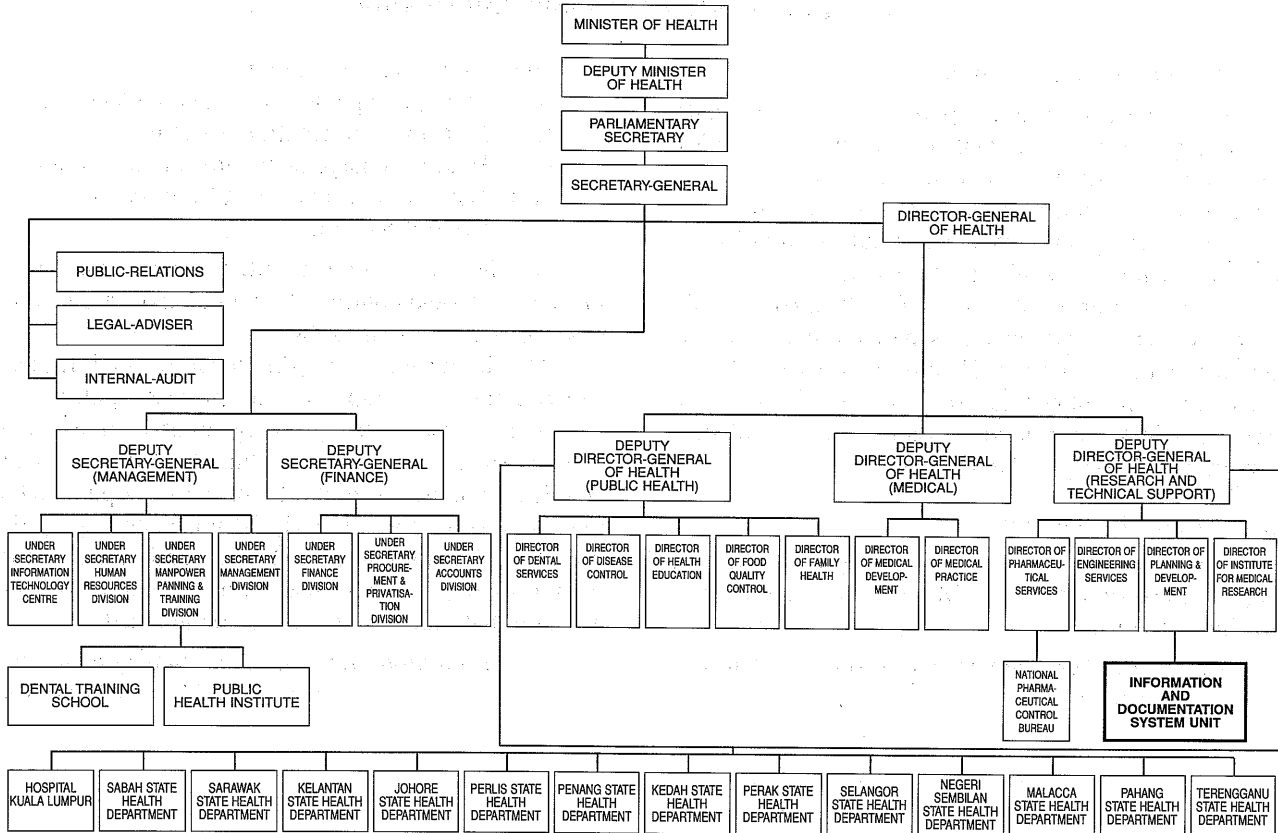 MINISTER OF HEALTH
DEPUTY MINISTER
OF HEALTH
PARLIAMENTARY
SECRETARY
SECRETARY-GENERAL
DIRECTOR-GENERAL
OF HEALTH
PUBLIC-RELATIONS
LEGAL-ADVISER
INTERNAL-AUDIT
DEPUTY
SECRETARY-GENERAL
(MANAGEMENT)
DEPUTY
SECRETARY-GENERAL
(FINANCE)
DEPUTY
DIRECTOR-GENERAL
OF HEALTH
(PUBLIC HEALTH)
DEPUTY
DIRECTOR-GENERAL
OF HEALTH
(MEDICAL)
DEPUTY
DIRECTOR-GENERAL
OF HEALTH
(RESEARCH AND
TECHNICAL SUPPORT)
UNDER
SECRETARY
INFORMATION
TECHNOLOGY
CENTRE
UNDER
SECRETARY
HUMAN
RESOURCES
DIVISION
UNDER
SECRETARY
MANPOWER
PANNING &
TRAINING
DIVISION
UNDER
SECRETARY
MANAGEMENT
DIVISION
UNDER
SECRETARY
FINANCE
DIVISION
UNDER
SECRETARY
PROCURE-
MENT &
PRIVATISA-
TION
DIVISION
UNDER
SECRETARY
ACCOUNTS
DIVISION
DIRECTOR
OF DENTAL
SERVICES
DIRECTOR
OF DISEASE
CONTROL
DIRECTOR
OF HEALTH
EDUCATION
DIRECTOR
OF FOOD
QUALITY
CONTROL
DIRECTOR
OF FAMILY
HEALTH
DIRECTOR
OF MEDICAL
DEVELOP-
MENT
DIRECTOR
OF MEDICAL
PRACTICE
DIRECTOR OF
PHARMACEU-
TICAL
SERVICES
DIRECTOR OF
ENGINEERING
SERVICES
DIRECTOR OF
PLANNING &
DEVELOP-
MENT
DIRECTOR
OF INSTITUTE
FOR MEDICAL
RESEARCH
DENTAL TRAINING
SCHOOL
PUBLIC
HEALTH INSTITUTE
NATIONAL
PHARMA-
CEUTICAL
CONTROL
BUREAU
INFORMATION
AND
DOCUMENTATION
SYSTEM UNIT
HOSPITAL
KUALA LUMPUR
SABAH STATE
HEALTH
DEPARTMENT
SARAWAK
STATE HEALTH
DEPARTMENT
KELANTAN
STATE HEALTH
DEPARTMENT
JOHORE
STATE HEALTH
DEPARTMENT
PERLIS STATE
HEALTH
DEPARTMENT
PENANG STATE
HEALTH
DEPARTMENT
KEDAH STATE
HEALTH
DEPARTMENT
PERAK STATE
HEALTH
DEPARTMENT
SELANGOR
STATE HEALTH
DEPARTMENT
NEGERI
SEMBILAN
STATE HEALTH
DEPARTMENT
MALACCA
STATE HEALTH
DEPARTMENT
PAHANG
STATE HEALTH
DEPARTMENT
TERENGGANU
STATE HEALTH
DEPARTMENT